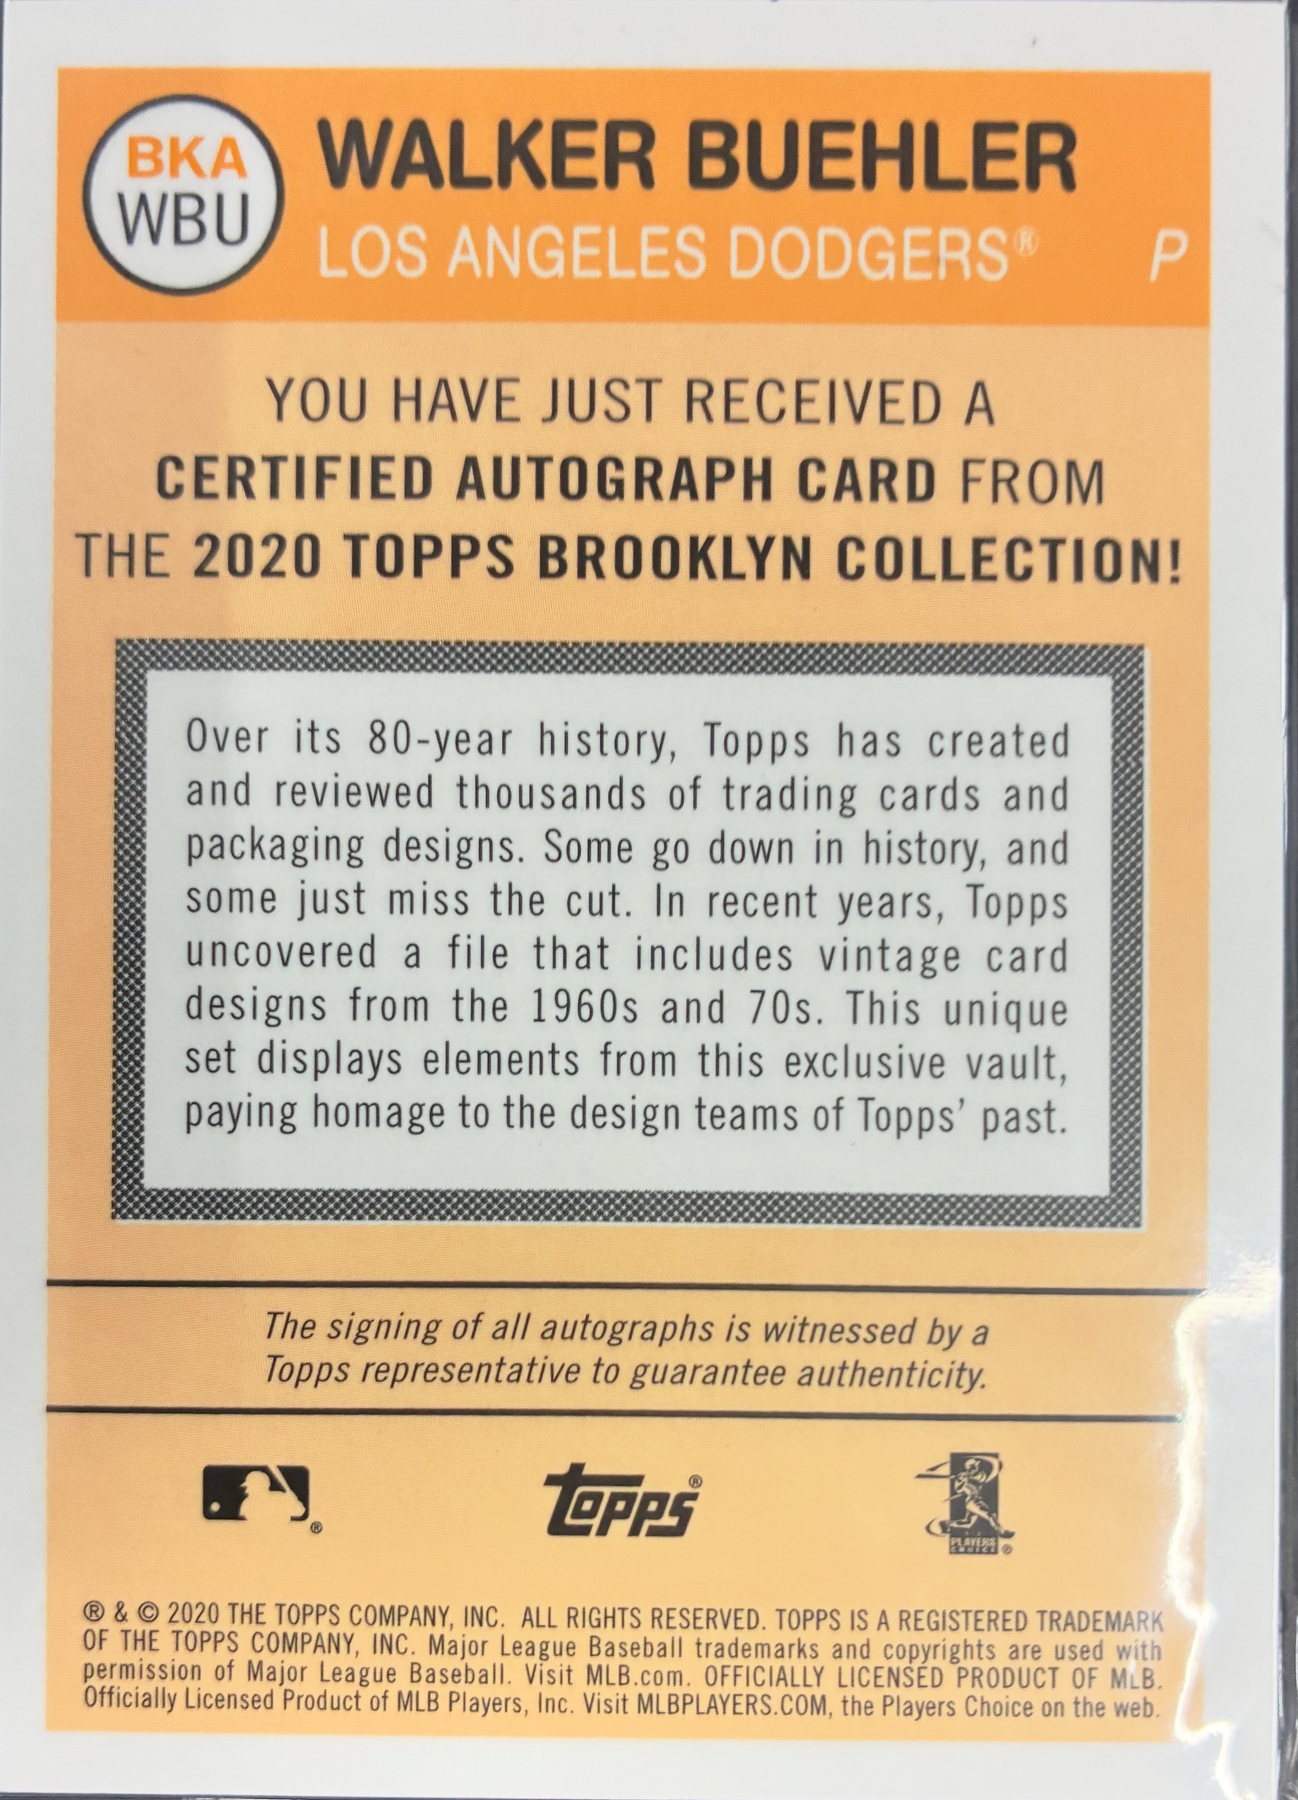 BKA
WBU
WALKER BUEHLER
LOS ANGELES DODGERS®
P
YOU HAVE JUST RECEIVED A
CERTIFIED AUTOGRAPH CARD FROM
THE 2020 TOPPS BROOKLYN COLLECTION!
Over its 80-year history, Topps has created
and reviewed thousands of trading cards and
packaging designs. Some go down in history, and
some just miss the cut. In recent years, Topps
uncovered a file that includes vintage card
designs from the 1960s and 70s. This unique
set displays elements from this exclusive vault,
paying homage to the design teams of Topps' past.
The signing of all autographs is witnessed by a
Topps representative to guarantee authenticity.
®
Topps®
PLAYERS
CHOICE ®
® & © 2020 THE TOPPS COMPANY, INC. ALL RIGHTS RESERVED. TOPPS IS A REGISTERED TRADEMARK
OF THE TOPPS COMPANY, INC. Major League Baseball trademarks and copyrights are used with
permission of Major League Baseball. Visit MLB.com. OFFICIALLY LICENSED PRODUCT OF MLB.
Officially Licensed Product of MLB Players, Inc. Visit MLBPLAYERS.COM, the Players Choice on the web.